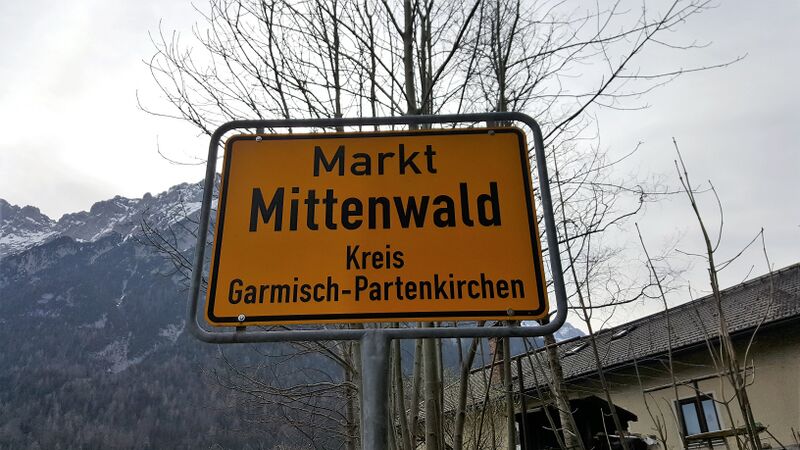 Markt
Mittenwald
Kreis
Garmisch-Partenkirchen